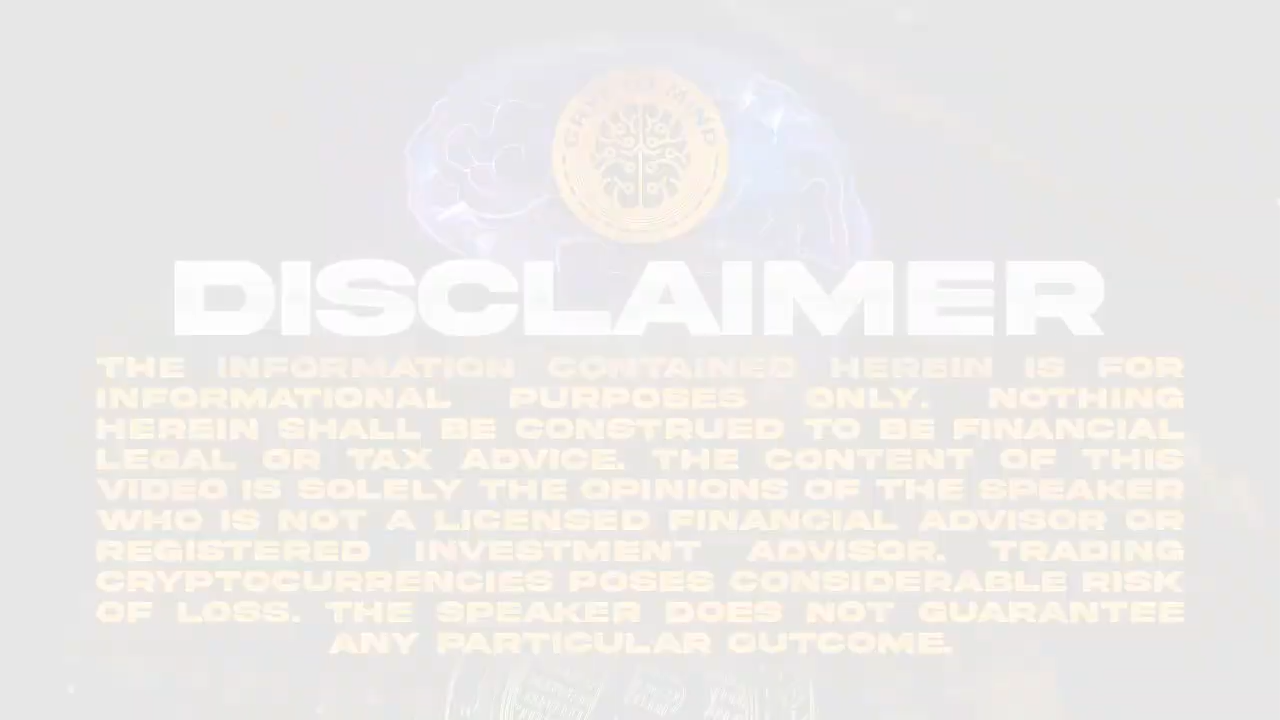 CRYPTO MIND
DISCLAIMER
THE INFORMATION CONTAINED HEREIN IS FOR
INFORMATIONAL PURPOSES ONLY. NOTHING
HEREIN SHALL BE CONSTRUED TO BE FINANCIAL
LEGAL OR TAX ADVICE. THE CONTENT OF THIS
VIDEO IS SOLELY THE OPINIONS OF THE SPEAKER
WHO IS NOT A LICENSED FINANCIAL ADVISOR OR
REGISTERED INVESTMENT ADVISOR. TRADING
CRYPTOCURRENCIES POSES CONSIDERABLE RISK
OF LOSS. THE SPEAKER DOES NOT GUARANTEE
ANY PARTICULAR OUTCOME.